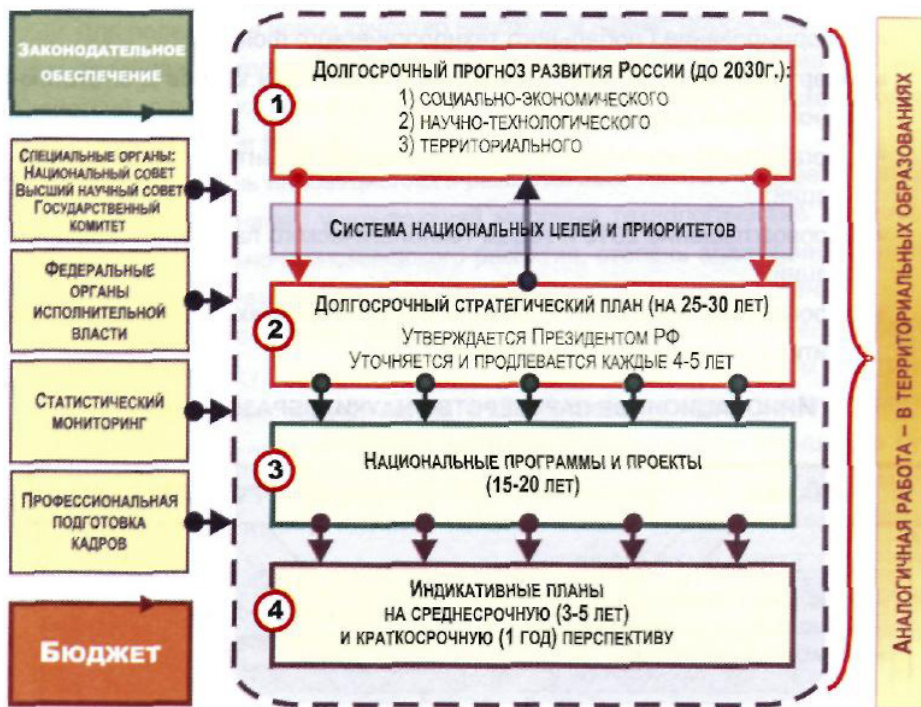 Законодательное
обеспечение
Специальные органы:
Национальный совет
Высший научный совет
Государственный
комитет
Федеральные
органы
исполнительной
власти
Статистический
мониторинг
Профессиональная
подготовка
кадров
Бюджет
1
Долгосрочный прогноз развития России (до 2030г.):
1) социально-экономического
2) научно-технологического
3) территориального
Система национальных целей и приоритетов
2
Долгосрочный стратегический план (на 25-30 лет)
Утверждается Президентом РФ
Уточняется и продлевается каждые 4-5 лет
3
Национальные программы и проекты
(15-20 лет)
4
Индикативные планы
на среднесрочную (3-5 лет)
и краткосрочную (1 год) перспективу
Аналогичная работа – в территориальных образованиях